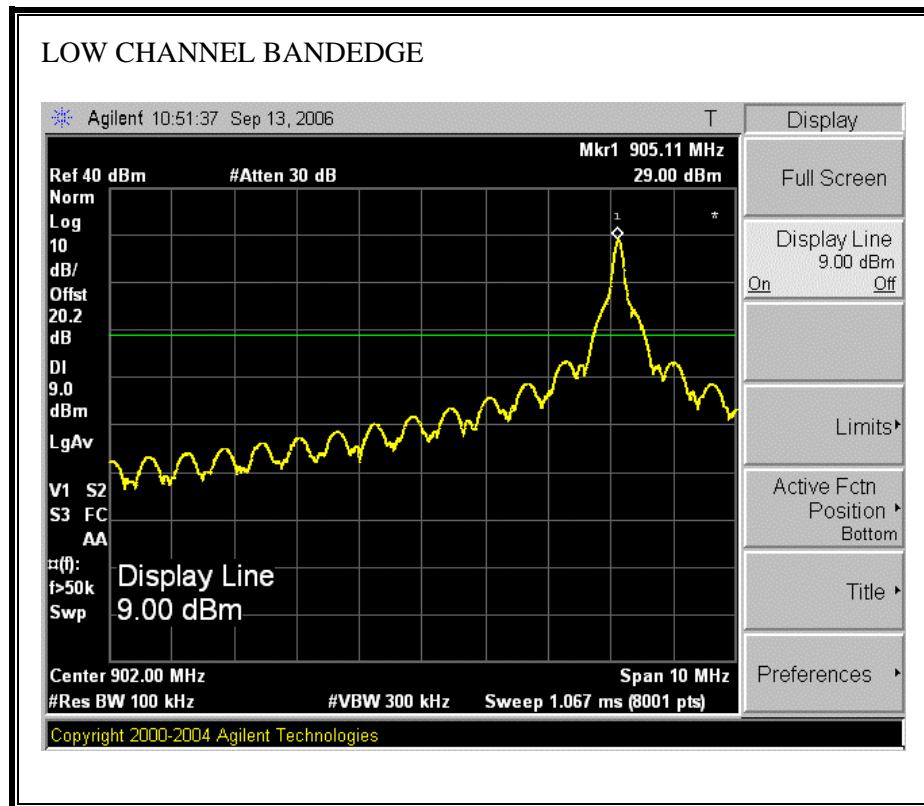 LOW CHANNEL BANDEDGE
Agilent 10:51:37 Sep 13, 2006 T
Display
Mkr1 905.11 MHz
Ref 40 dBm #Atten 30 dB 29.00 dBm
Norm
Log
10
dB/
Offst
20.2
dB
DI
9.0
dBm
LgAv
V1 S2
S3 FC
AA
¤(f):
f>50k
Swp
1
*
Display Line
9.00 dBm
Center 902.00 MHz Span 10 MHz
#Res BW 100 kHz #VBW 300 kHz Sweep 1.067 ms (8001 pts)
Copyright 2000-2004 Agilent Technologies
Full Screen
Display Line
9.00 dBm
On Off
Limits
Active Fctn
Position
Bottom
Title
Preferences